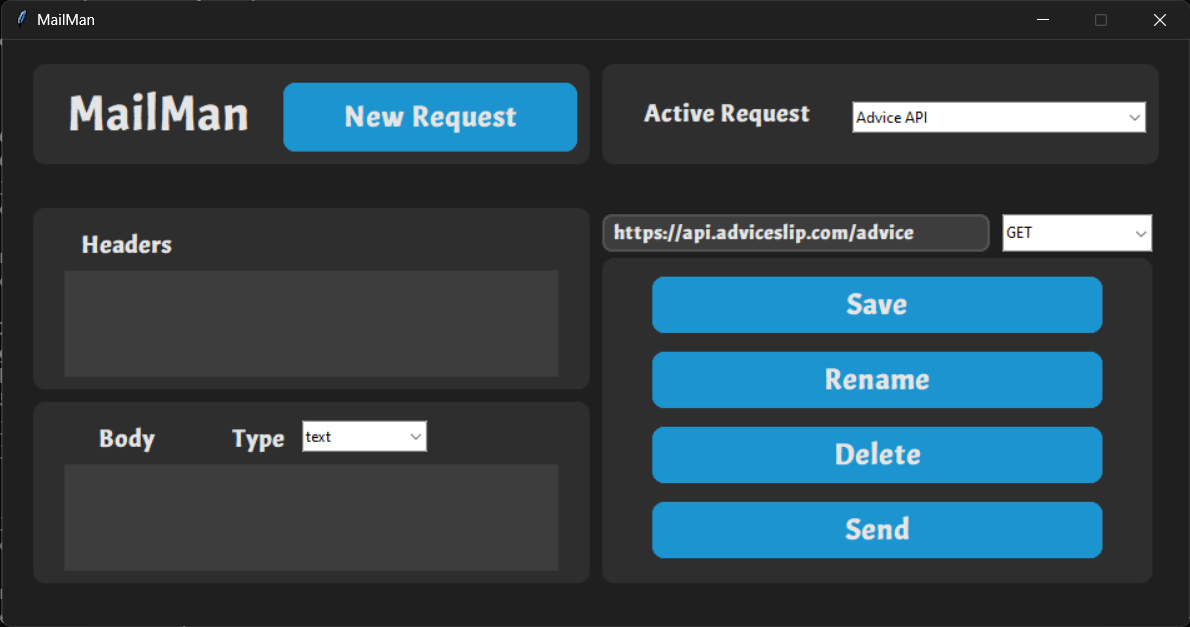 MailMan
MailMan
New Request
Active Request
Advice API
Headers
https://api.adviceslip.com/advice
GET
Save
Rename
Delete
Send
Body
Type
text